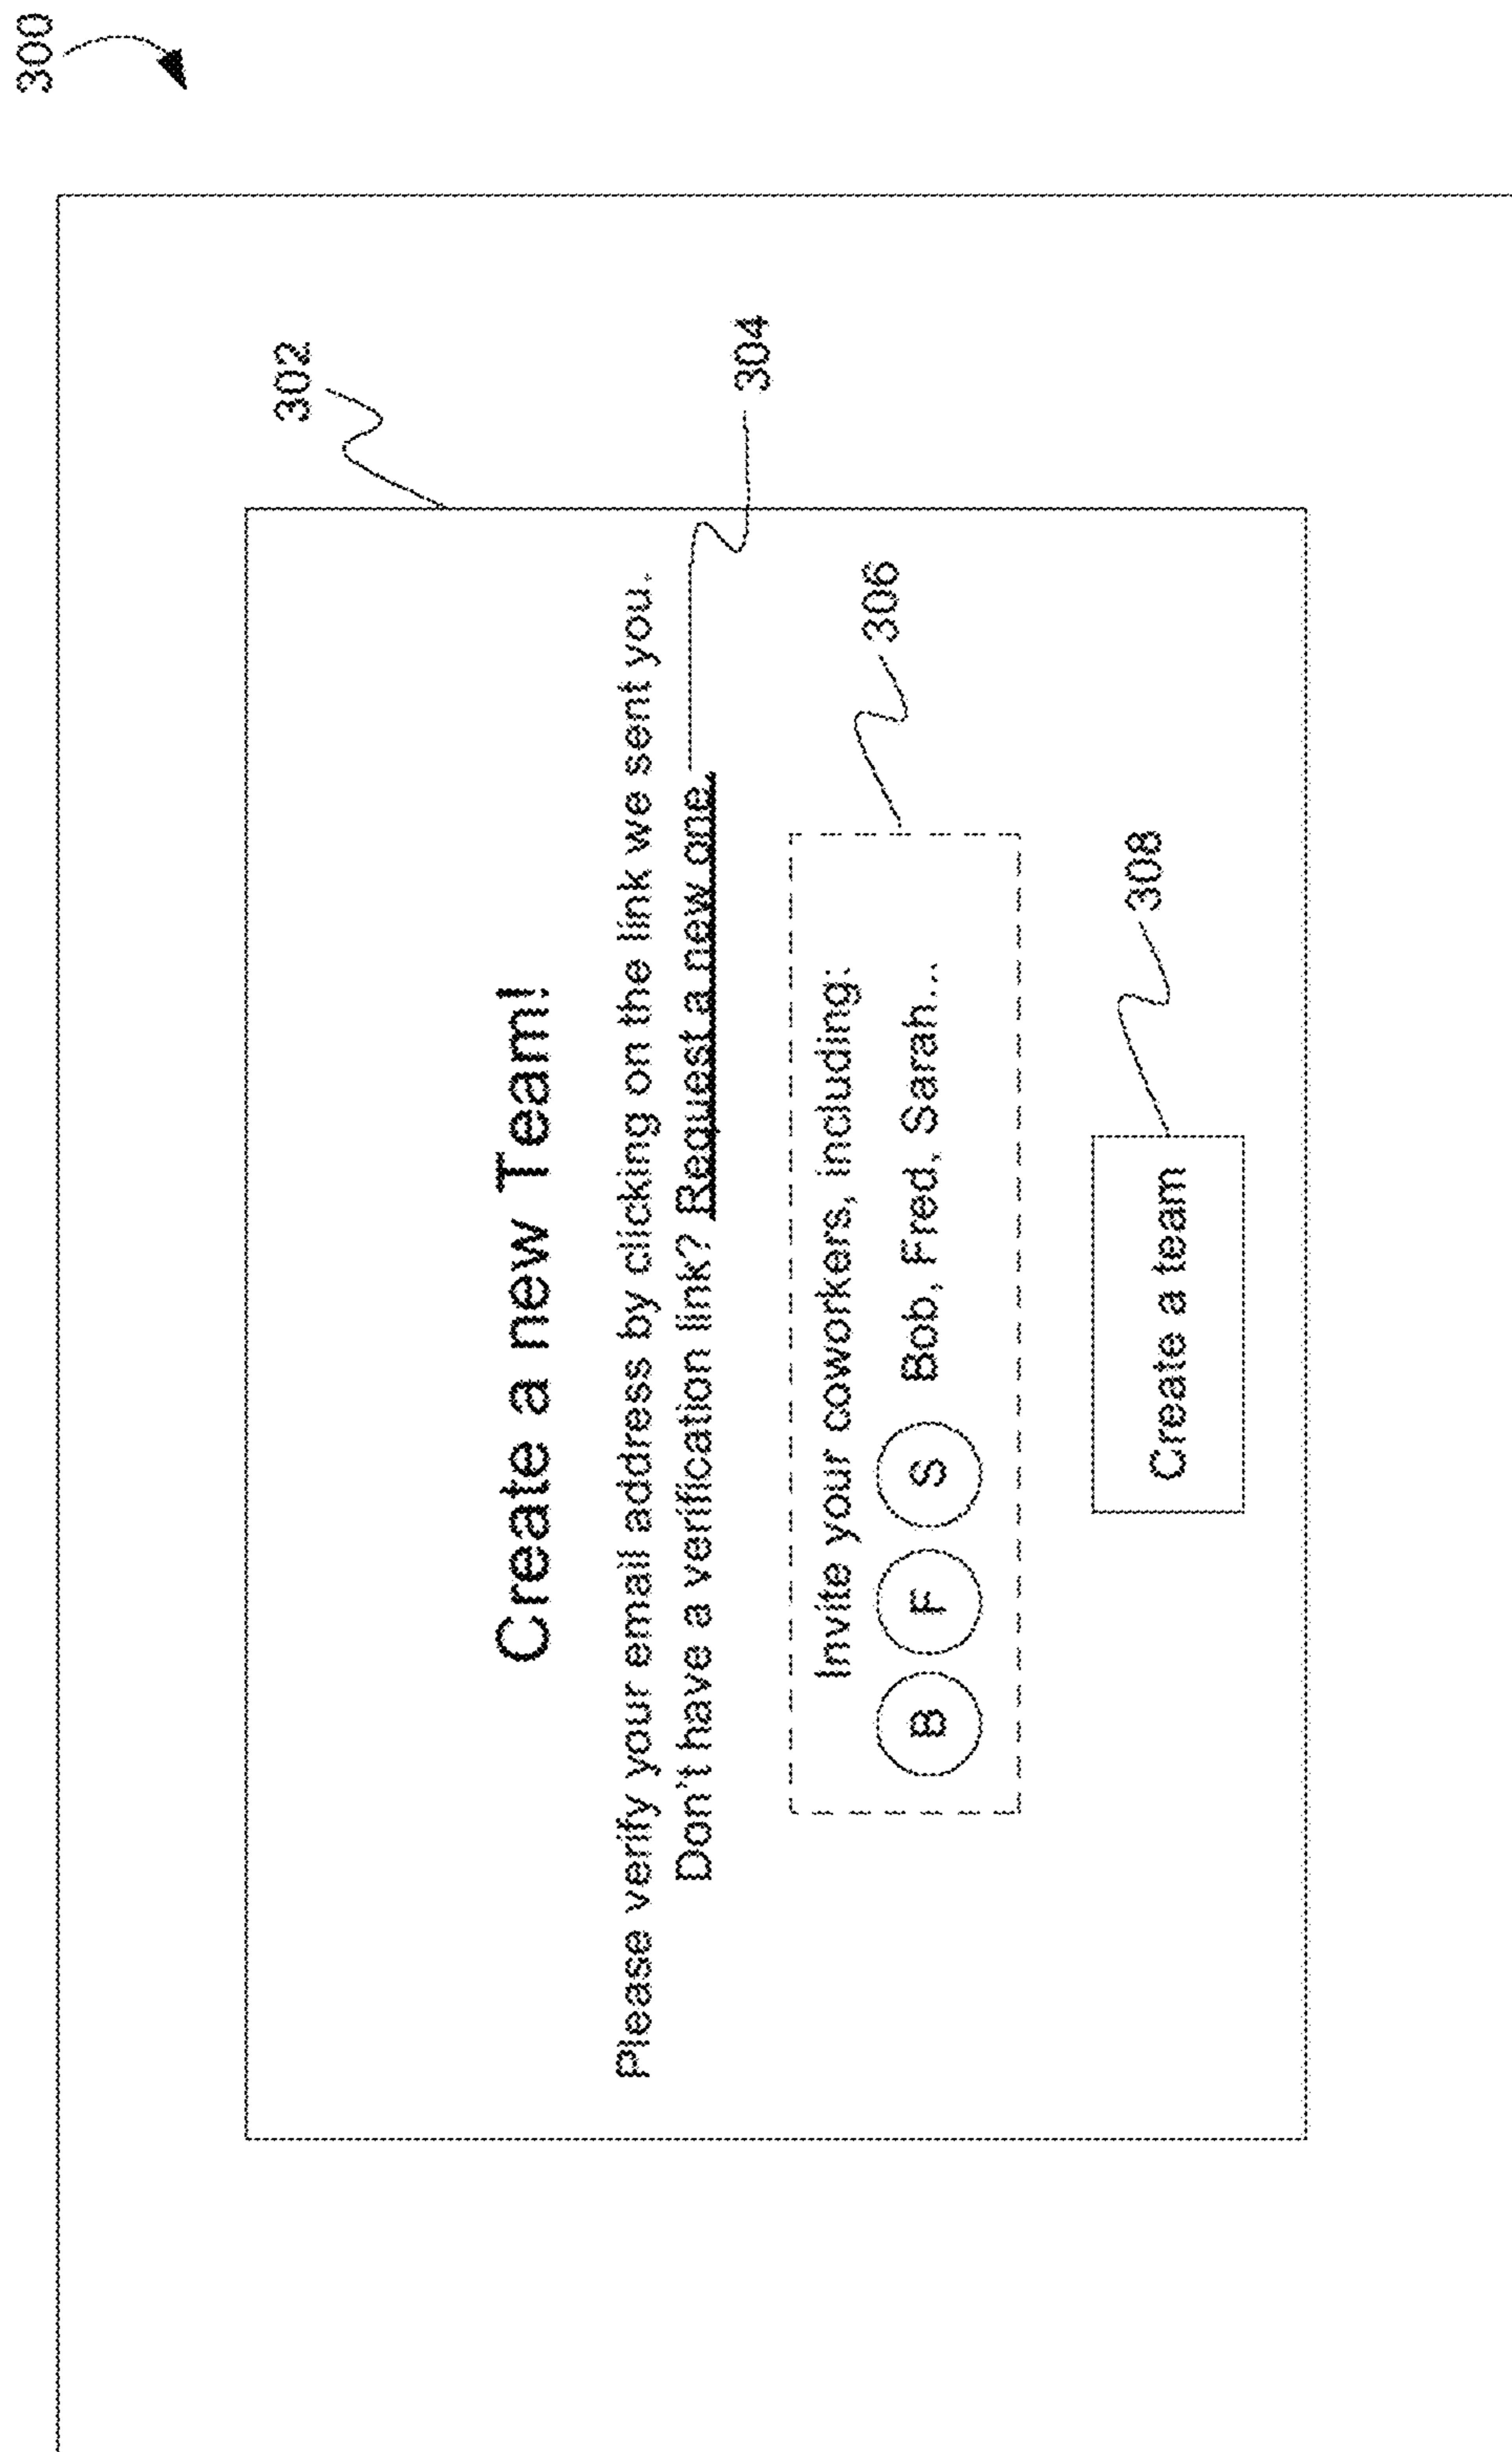 300
302
Create a new Team!
Please verify your email address by clicking on the link we sent you.
Don't have a verification link? Request a new one.
304
Invite your coworkers, including:
306
B F S Bob, Fred, Sarah...
308
Create a team